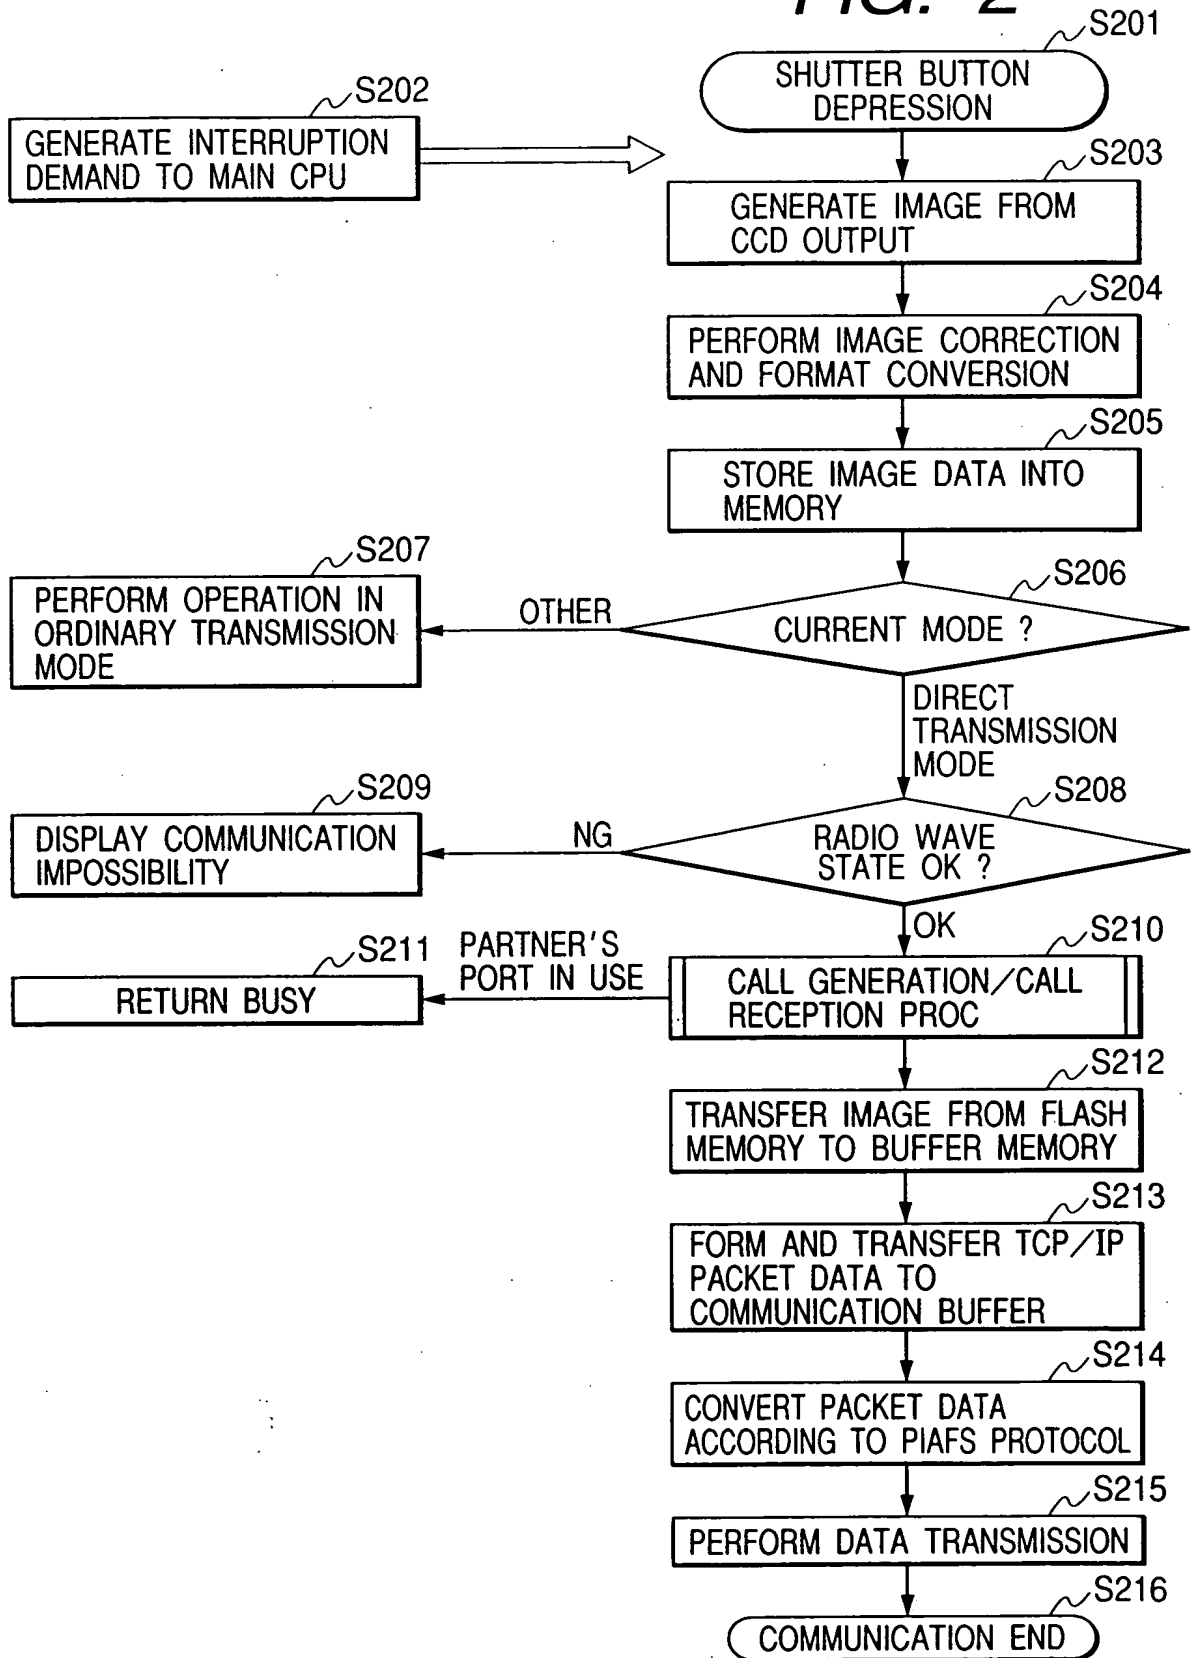 FIG. 2
S201
SHUTTER BUTTON
DEPRESSION
S202
GENERATE INTERRUPTION
DEMAND TO MAIN CPU
S203
GENERATE IMAGE FROM
CCD OUTPUT
S204
PERFORM IMAGE CORRECTION
AND FORMAT CONVERSION
S205
STORE IMAGE DATA INTO
MEMORY
S206
CURRENT MODE ?
OTHER
S207
PERFORM OPERATION IN
ORDINARY TRANSMISSION
MODE
DIRECT
TRANSMISSION
MODE
S208
RADIO WAVE
STATE OK ?
NG
S209
DISPLAY COMMUNICATION
IMPOSSIBILITY
OK
S210
CALL GENERATION/CALL
RECEPTION PROC
PARTNER'S
PORT IN USE
S211
RETURN BUSY
S212
TRANSFER IMAGE FROM FLASH
MEMORY TO BUFFER MEMORY
S213
FORM AND TRANSFER TCP/IP
PACKET DATA TO
COMMUNICATION BUFFER
S214
CONVERT PACKET DATA
ACCORDING TO PIAFS PROTOCOL
S215
PERFORM DATA TRANSMISSION
S216
COMMUNICATION END